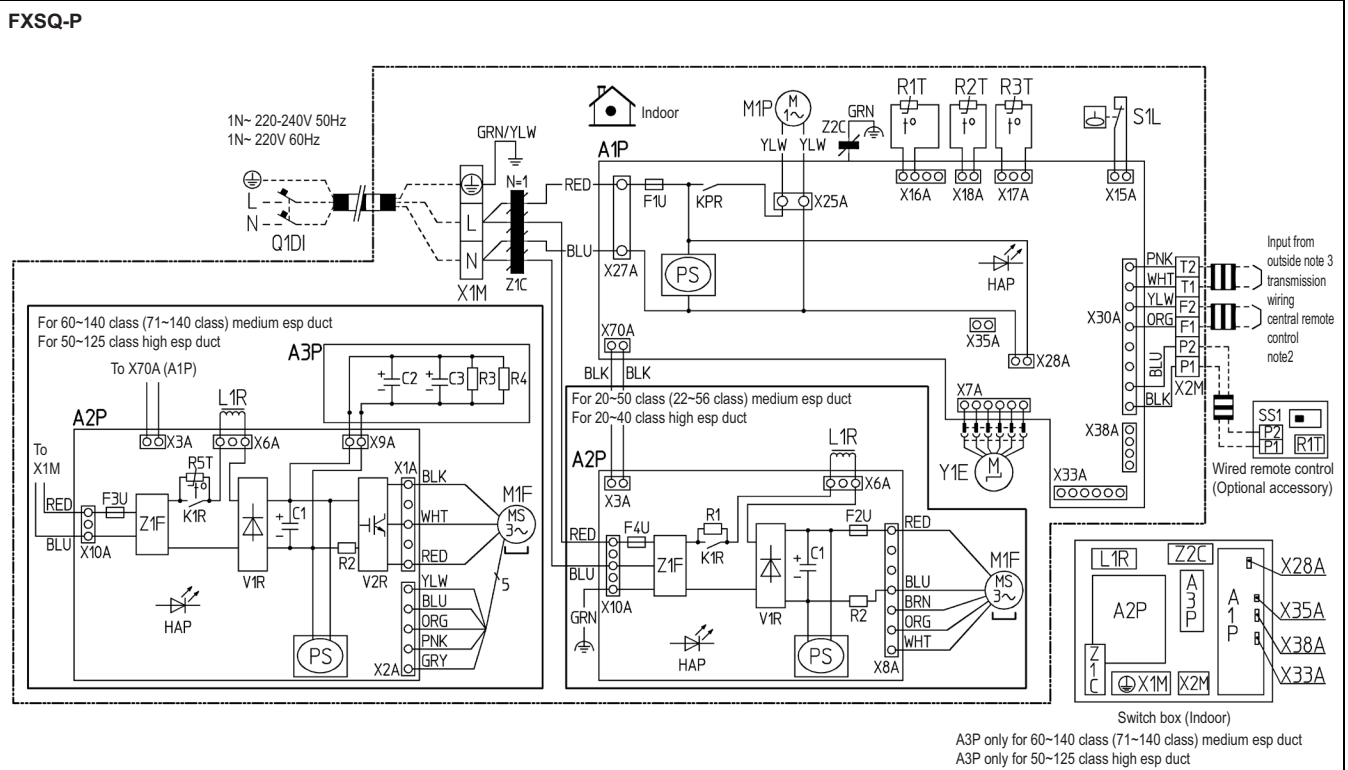 FXSQ-P
1N~ 220-240V 50Hz
1N~ 220V 60Hz
L
N
Q1DI
GRN/YLW
L
N
X1M
N=1
Z1C
RED
BLU
Indoor
A1P
X27A
F1U
KPR
PS
M1P
M
1~
YLW YLW
X25A
Z2C
GRN
R1T
t°
X16A
R2T
t°
X18A
R3T
t°
X17A
S1L
X15A
HAP
X35A
X28A
X70A
BLK BLK
X30A
PNK
WHT
YLW
ORG
BLU
BLK
T2
T1
F2
F1
P2
P1
X2M
Input from
outside note 3
transmission
wiring
central remote
control
note2
X7A
Y1E
M
X38A
X33A
SS1
P2
P1
R1T
Wired remote control
(Optional accessory)
For 60~140 class (71~140 class) medium esp duct
For 50~125 class high esp duct
To X70A (A1P)
A3P
C2
C3
R3
R4
+
−
+
−
A2P
X3A
L1R
X6A
X9A
To
X1M
RED
BLU
X10A
F3U
Z1F
R5T
t°
K1R
V1R
C1
+
−
R2
V2R
X1A
BLK
WHT
RED
M1F
MS
3~
YLW
BLU
ORG
PNK
GRY
5
X2A
HAP
PS
For 20~50 class (22~56 class) medium esp duct
For 20~40 class high esp duct
A2P
X3A
L1R
X6A
RED
BLU
GRN
X10A
F4U
Z1F
R1
K1R
V1R
C1
+
−
F2U
R2
RED
BLU
BRN
ORG
WHT
X8A
M1F
MS
3~
HAP
PS
L1R
Z2C
A2P
A3P
A1P
Z1C
X1M
X2M
X28A
X35A
X38A
X33A
Switch box (Indoor)
A3P only for 60~140 class (71~140 class) medium esp duct
A3P only for 50~125 class high esp duct